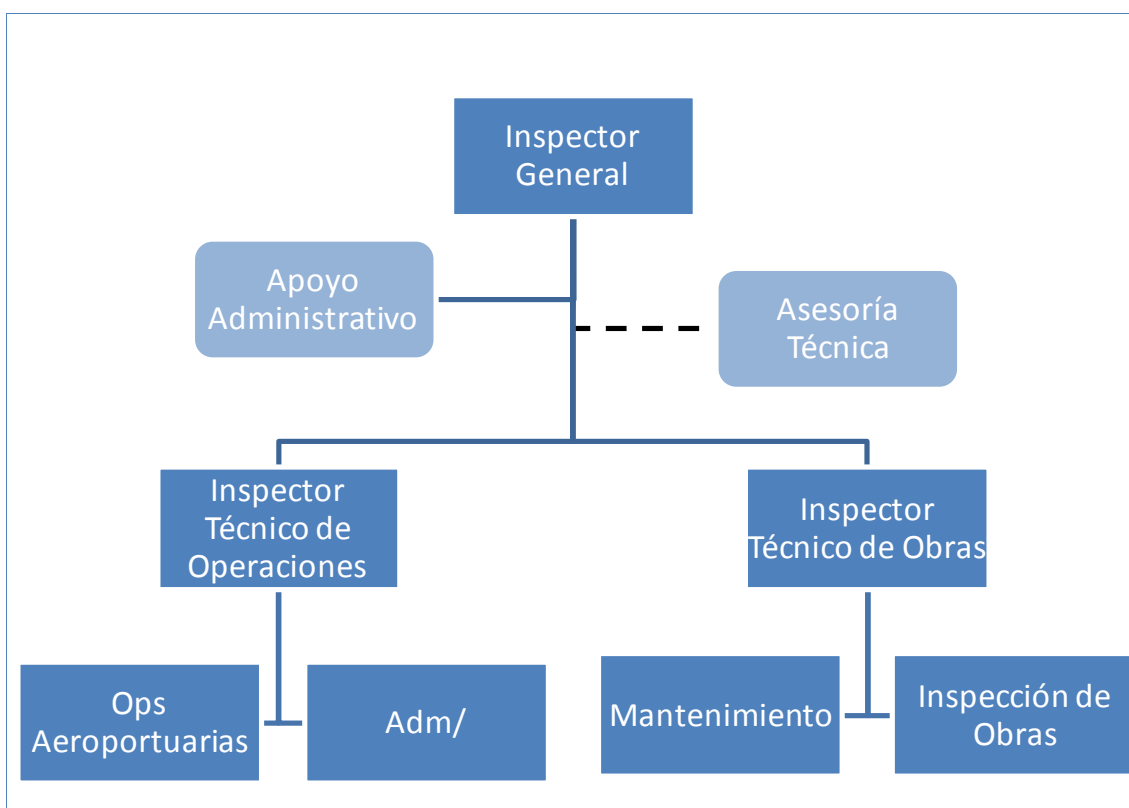 Inspector
General
Apoyo
Administrativo
Asesoría
Técnica
Inspector
Técnico de
Operaciones
Inspector
Técnico de Obras
Ops
Aeroportuarias
Adm/
Mantenimiento
Inspección de
Obras